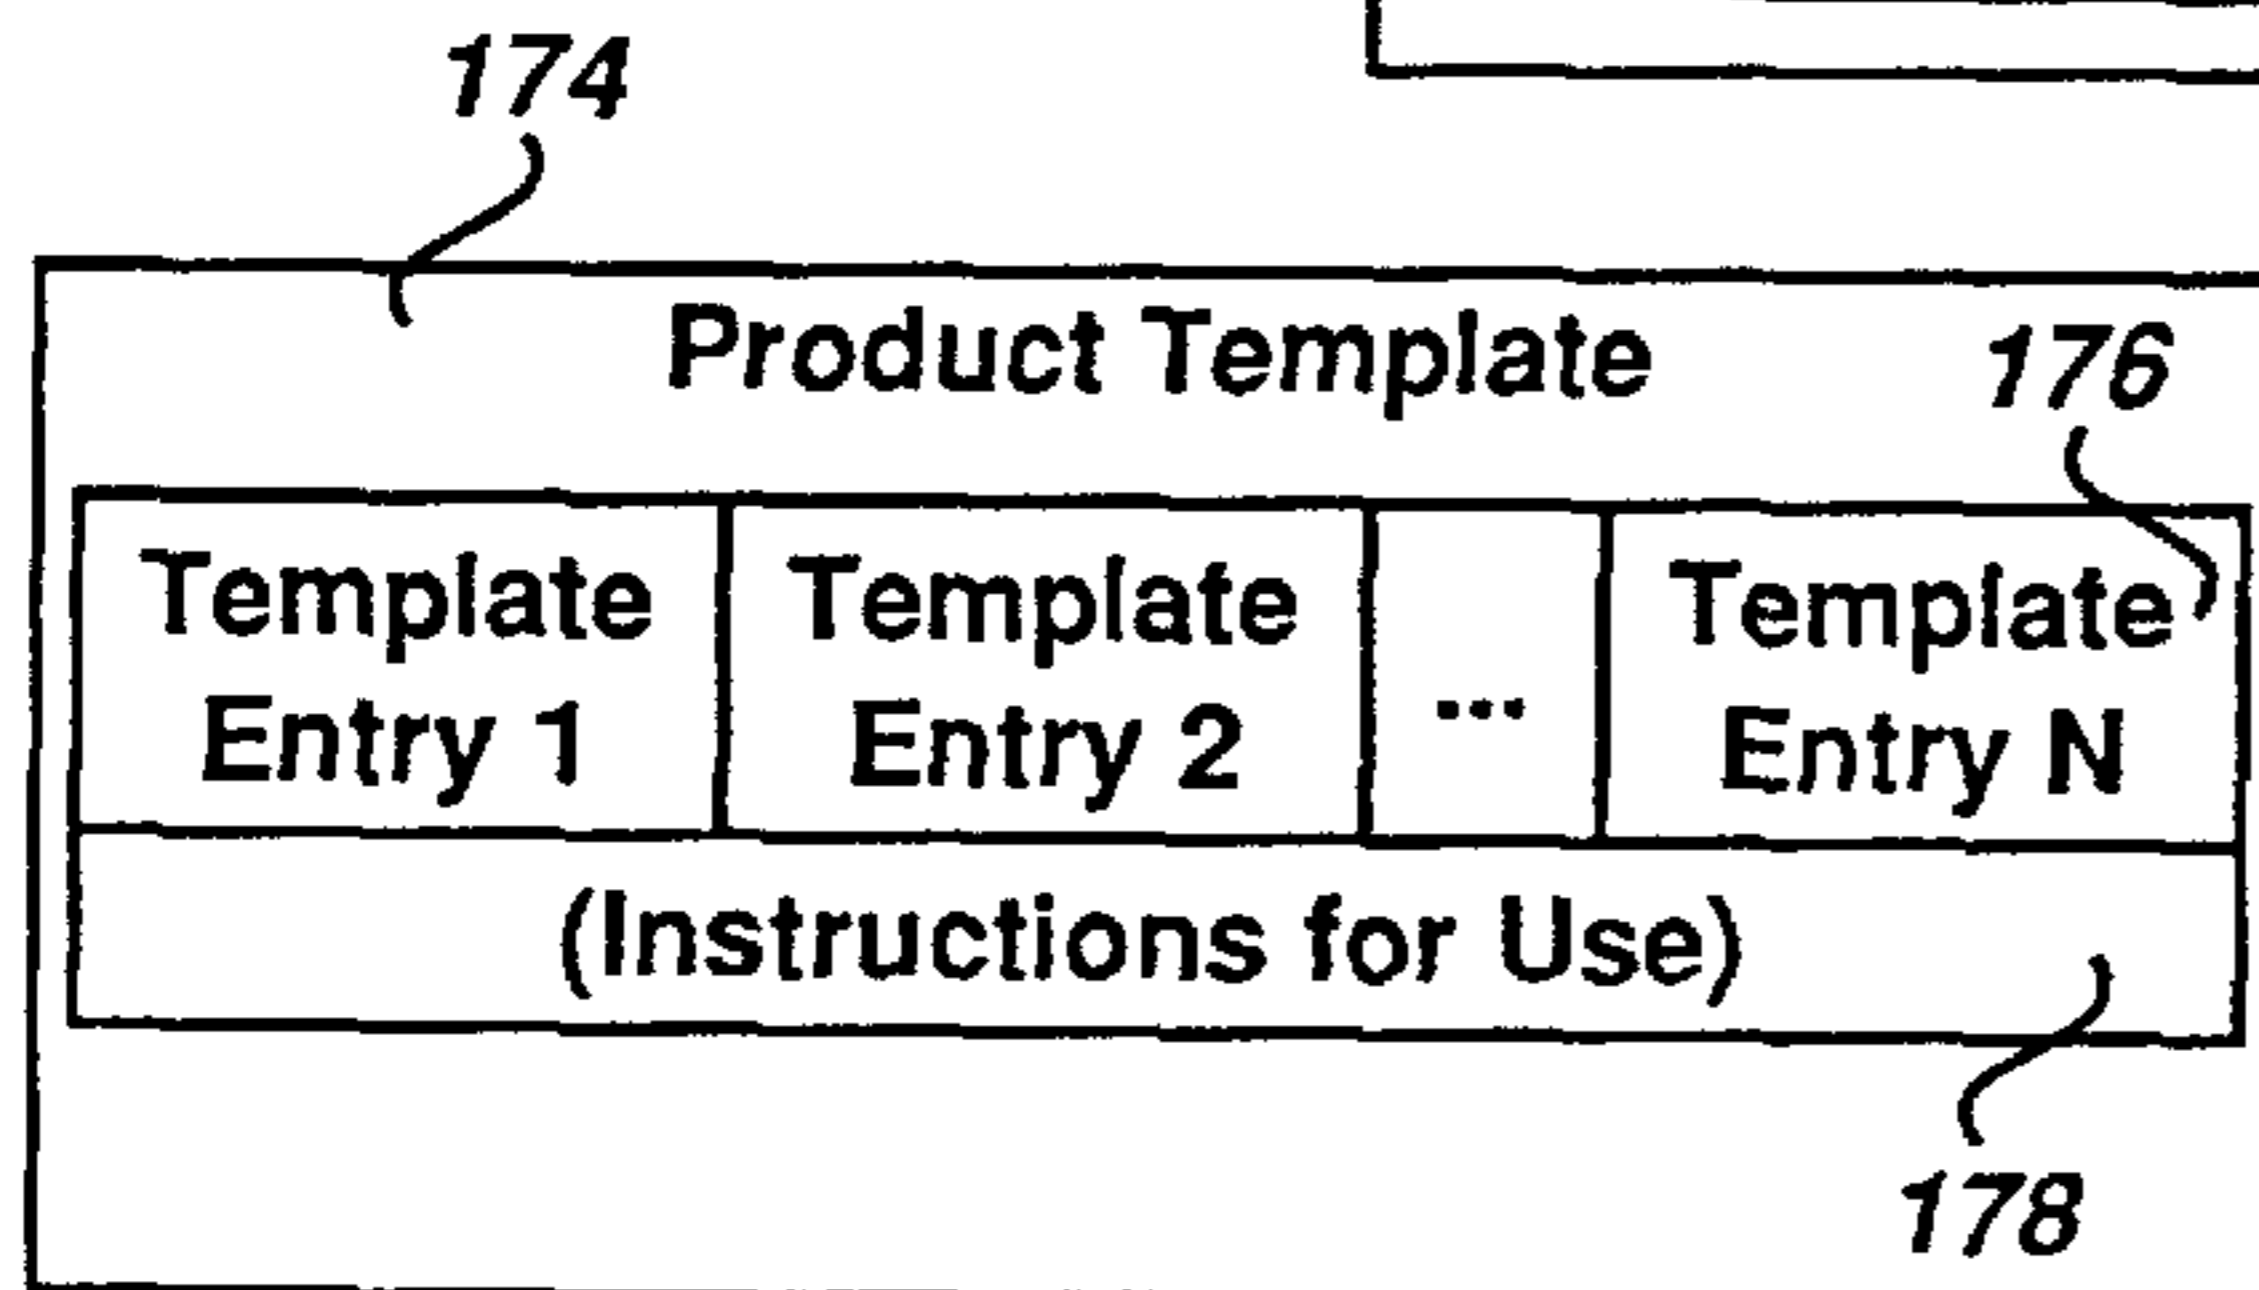 174
Product Template
176
Template Entry 1
Template Entry 2
...
Template Entry N
(Instructions for Use)
178